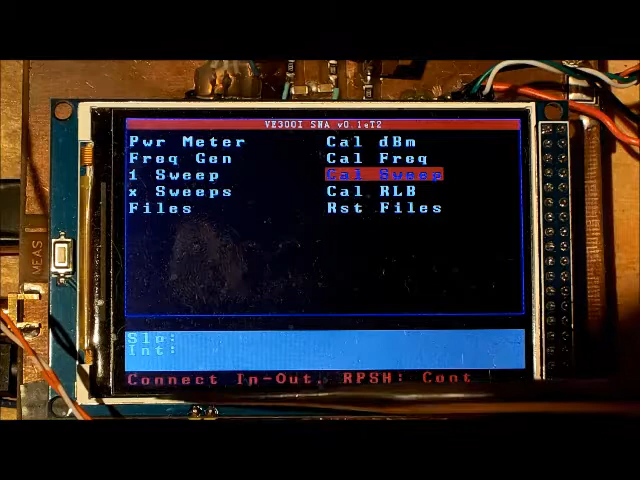 VE3OOI SNA v0.1eT2
Pwr Meter
Freq Gen
1 Sweep
x Sweeps
Files
Cal dBm
Cal Freq
Cal Sweep
Cal RLB
Rst Files
Slp:
Int:
Connect In-Out. RPSH: Cont
MEAS